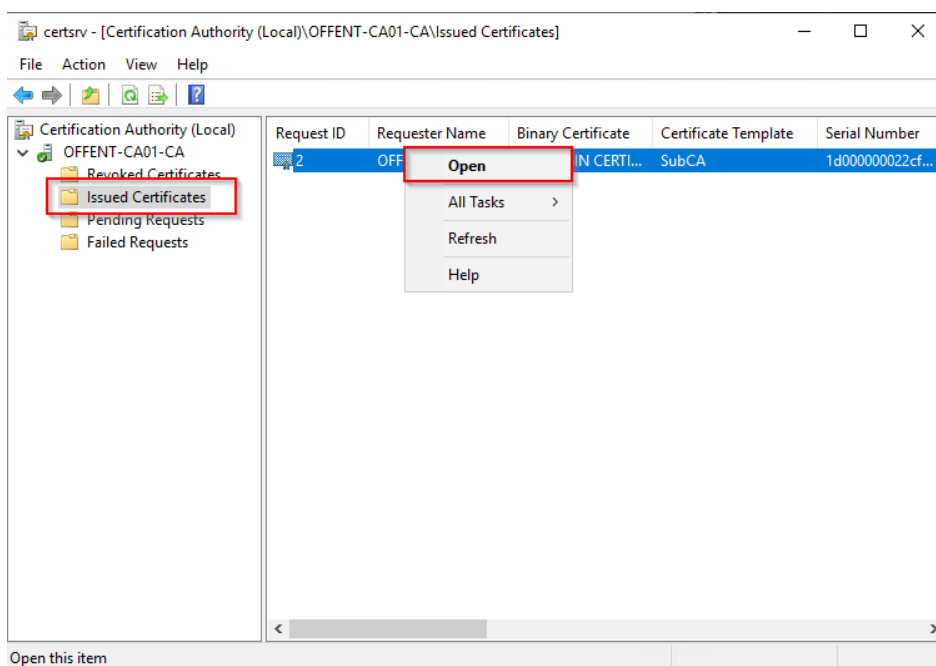 certsrv - [Certification Authority (Local)\OFFENT-CA01-CA\Issued Certificates]
File Action View Help
Certification Authority (Local)
OFFENT-CA01-CA
Revoked Certificates
Issued Certificates
Pending Requests
Failed Requests
Request ID Requester Name Binary Certificate Certificate Template Serial Number
2 OFF IN CERTI... SubCA 1d000000022cf...
Open
All Tasks
Refresh
Help
Open this item